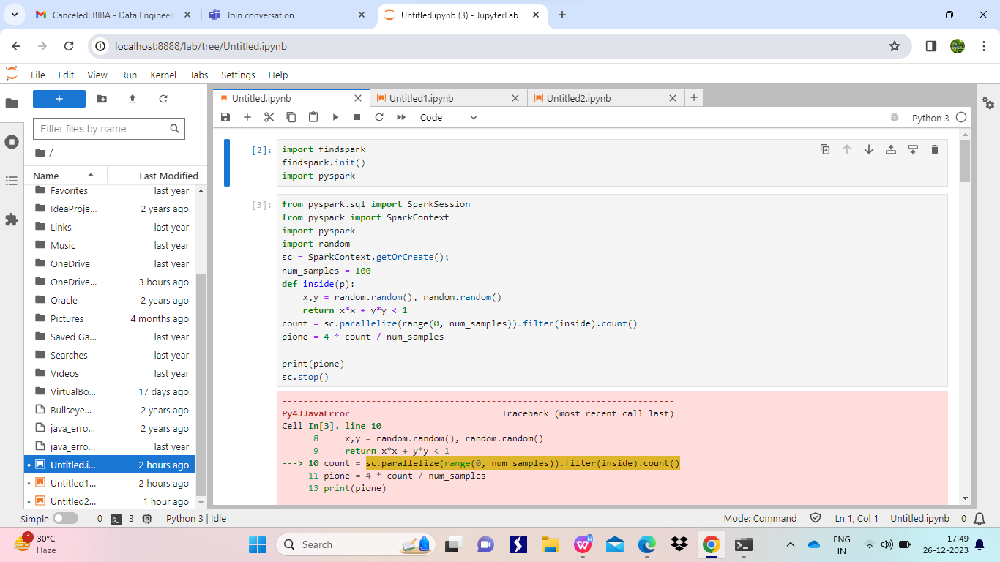 Canceled: BIBA - Data Engineer
Join conversation
Untitled.ipynb (3) - JupyterLab
localhost:8888/lab/tree/Untitled.ipynb
File Edit View Run Kernel Tabs Settings Help
Untitled.ipynb
Untitled1.ipynb
Untitled2.ipynb
Code
Python 3
Filter files by name
/
Name Last Modified
Favorites last year
IdeaProje... 2 years ago
Links last year
Music last year
OneDrive last year
OneDrive... 3 hours ago
Oracle 2 years ago
Pictures 4 months ago
Saved Ga... last year
Searches last year
Videos last year
VirtualBo... 17 days ago
Bullseye... 2 years ago
java_erro... 2 years ago
java_erro... last year
Untitled.i... 2 hours ago
Untitled1... 2 hours ago
Untitled2... 1 hour ago
[2]:
import findspark
findspark.init()
import pyspark
[3]:
from pyspark.sql import SparkSession
from pyspark import SparkContext
import pyspark
import random
sc = SparkContext.getOrCreate();
num_samples = 100
def inside(p):
    x,y = random.random(), random.random()
    return x*x + y*y < 1
count = sc.parallelize(range(0, num_samples)).filter(inside).count()
pione = 4 * count / num_samples
print(pione)
sc.stop()
---------------------------------------------------------------------------
Py4JJavaError Traceback (most recent call last)
Cell In[3], line 10
8 x,y = random.random(), random.random()
9 return x*x + y*y < 1
---> 10 count = sc.parallelize(range(0, num_samples)).filter(inside).count()
11 pione = 4 * count / num_samples
13 print(pione)
Simple 0 3 Python 3 | Idle
Mode: Command Ln 1, Col 1 Untitled.ipynb 0
1
30°C
Haze
Search
ENG
IN
17:49
26-12-2023